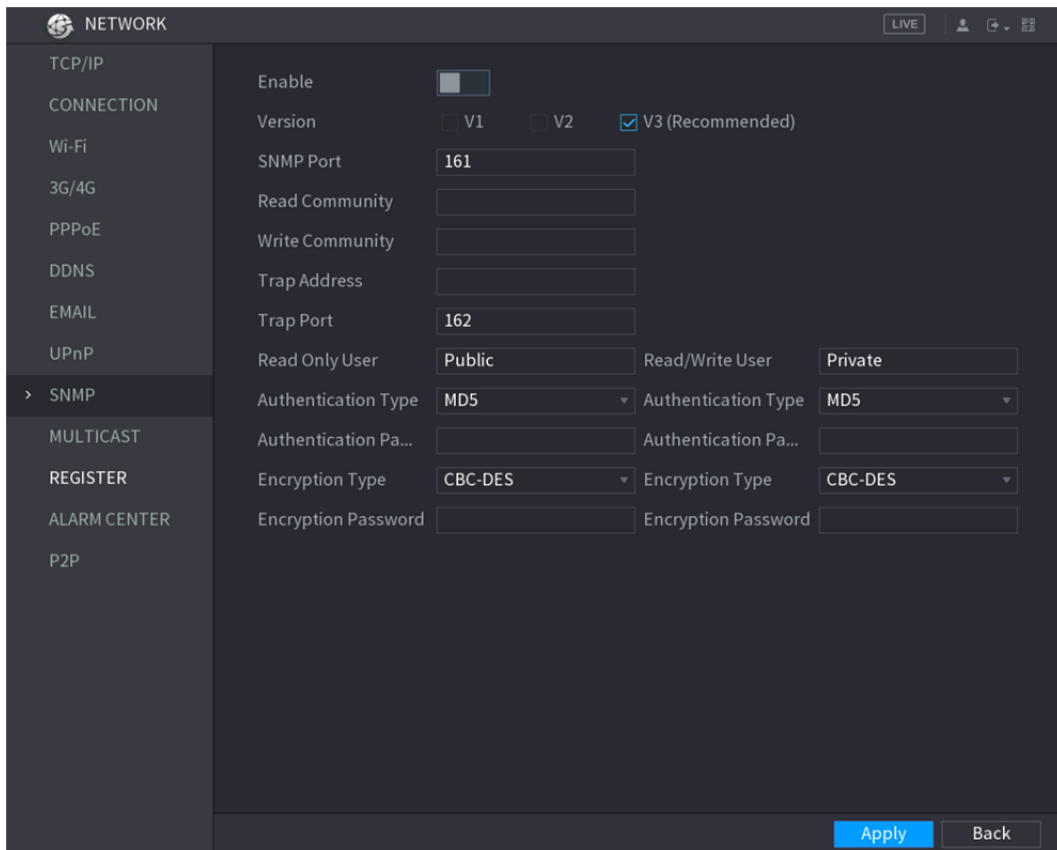 NETWORK
LIVE
TCP/IP
CONNECTION
Wi-Fi
3G/4G
PPPoE
DDNS
EMAIL
UPnP
SNMP
MULTICAST
REGISTER
ALARM CENTER
P2P
Enable
Version V1 V2 V3 (Recommended)
SNMP Port 161
Read Community
Write Community
Trap Address
Trap Port 162
Read Only User Public Read/Write User Private
Authentication Type MD5 Authentication Type MD5
Authentication Pa... Authentication Pa...
Encryption Type CBC-DES Encryption Type CBC-DES
Encryption Password Encryption Password
Apply Back